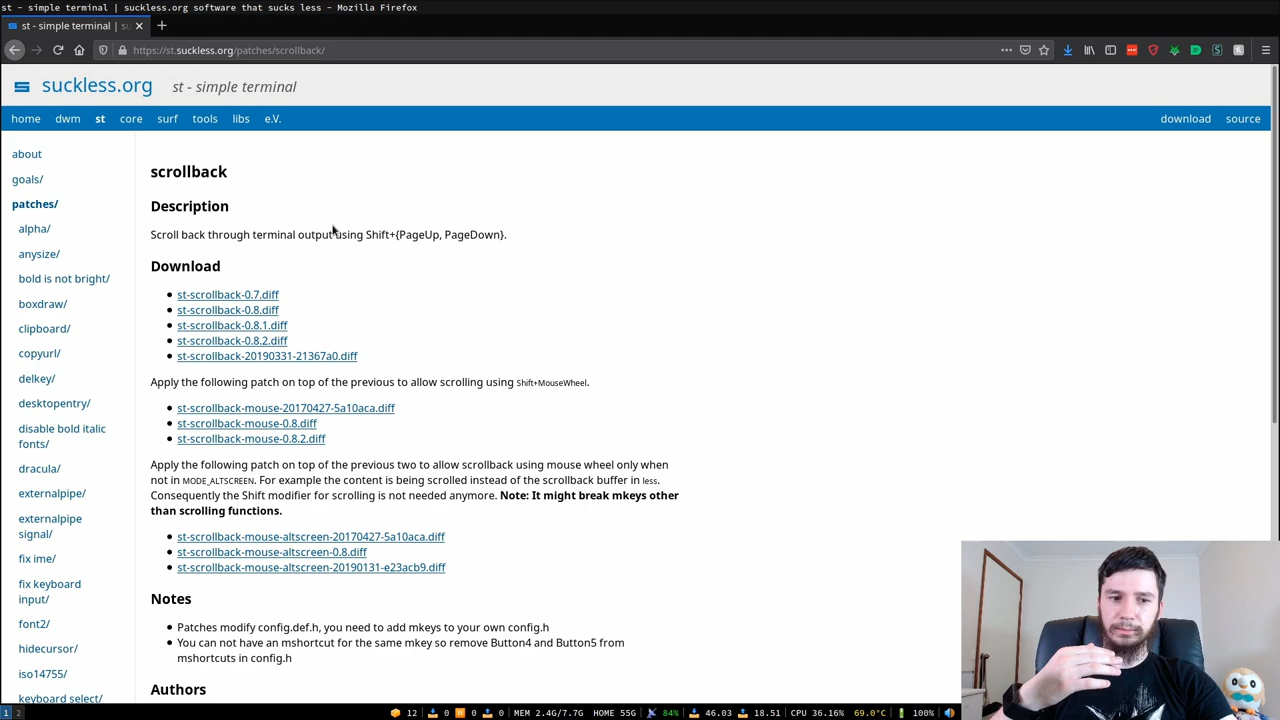 st - simple terminal | suckless.org software that sucks less - Mozilla Firefox
st - simple terminal | su
https://st.suckless.org/patches/scrollback/
suckless.org st - simple terminal
home dwm st core surf tools libs e.V. download source
about
goals/
patches/
alpha/
anysize/
bold is not bright/
boxdraw/
clipboard/
copyurl/
delkey/
desktopentry/
disable bold italic
fonts/
dracula/
externalpipe/
externalpipe
signal/
fix ime/
fix keyboard
input/
font2/
hidecursor/
iso14755/
keyboard select/
scrollback
Description
Scroll back through terminal output using Shift+{PageUp, PageDown}.
Download
st-scrollback-0.7.diff
st-scrollback-0.8.diff
st-scrollback-0.8.1.diff
st-scrollback-0.8.2.diff
st-scrollback-20190331-21367a0.diff
Apply the following patch on top of the previous to allow scrolling using Shift+MouseWheel.
st-scrollback-mouse-20170427-5a10aca.diff
st-scrollback-mouse-0.8.diff
st-scrollback-mouse-0.8.2.diff
Apply the following patch on top of the previous two to allow scrollback using mouse wheel only when
not in MODE_ALTSCREEN. For example the content is being scrolled instead of the scrollback buffer in less.
Consequently the Shift modifier for scrolling is not needed anymore. Note: It might break mkeys other
than scrolling functions.
st-scrollback-mouse-altscreen-20170427-5a10aca.diff
st-scrollback-mouse-altscreen-0.8.diff
st-scrollback-mouse-altscreen-20190131-e23acb9.diff
Notes
Patches modify config.def.h, you need to add mkeys to your own config.h
You can not have an mshortcut for the same mkey so remove Button4 and Button5 from
mshortcuts in config.h
Authors
1 2 12 0 0 0 MEM 2.4G/7.7G HOME 55G 84% 46.03 18.51 CPU 36.16% 69.0°C 100%